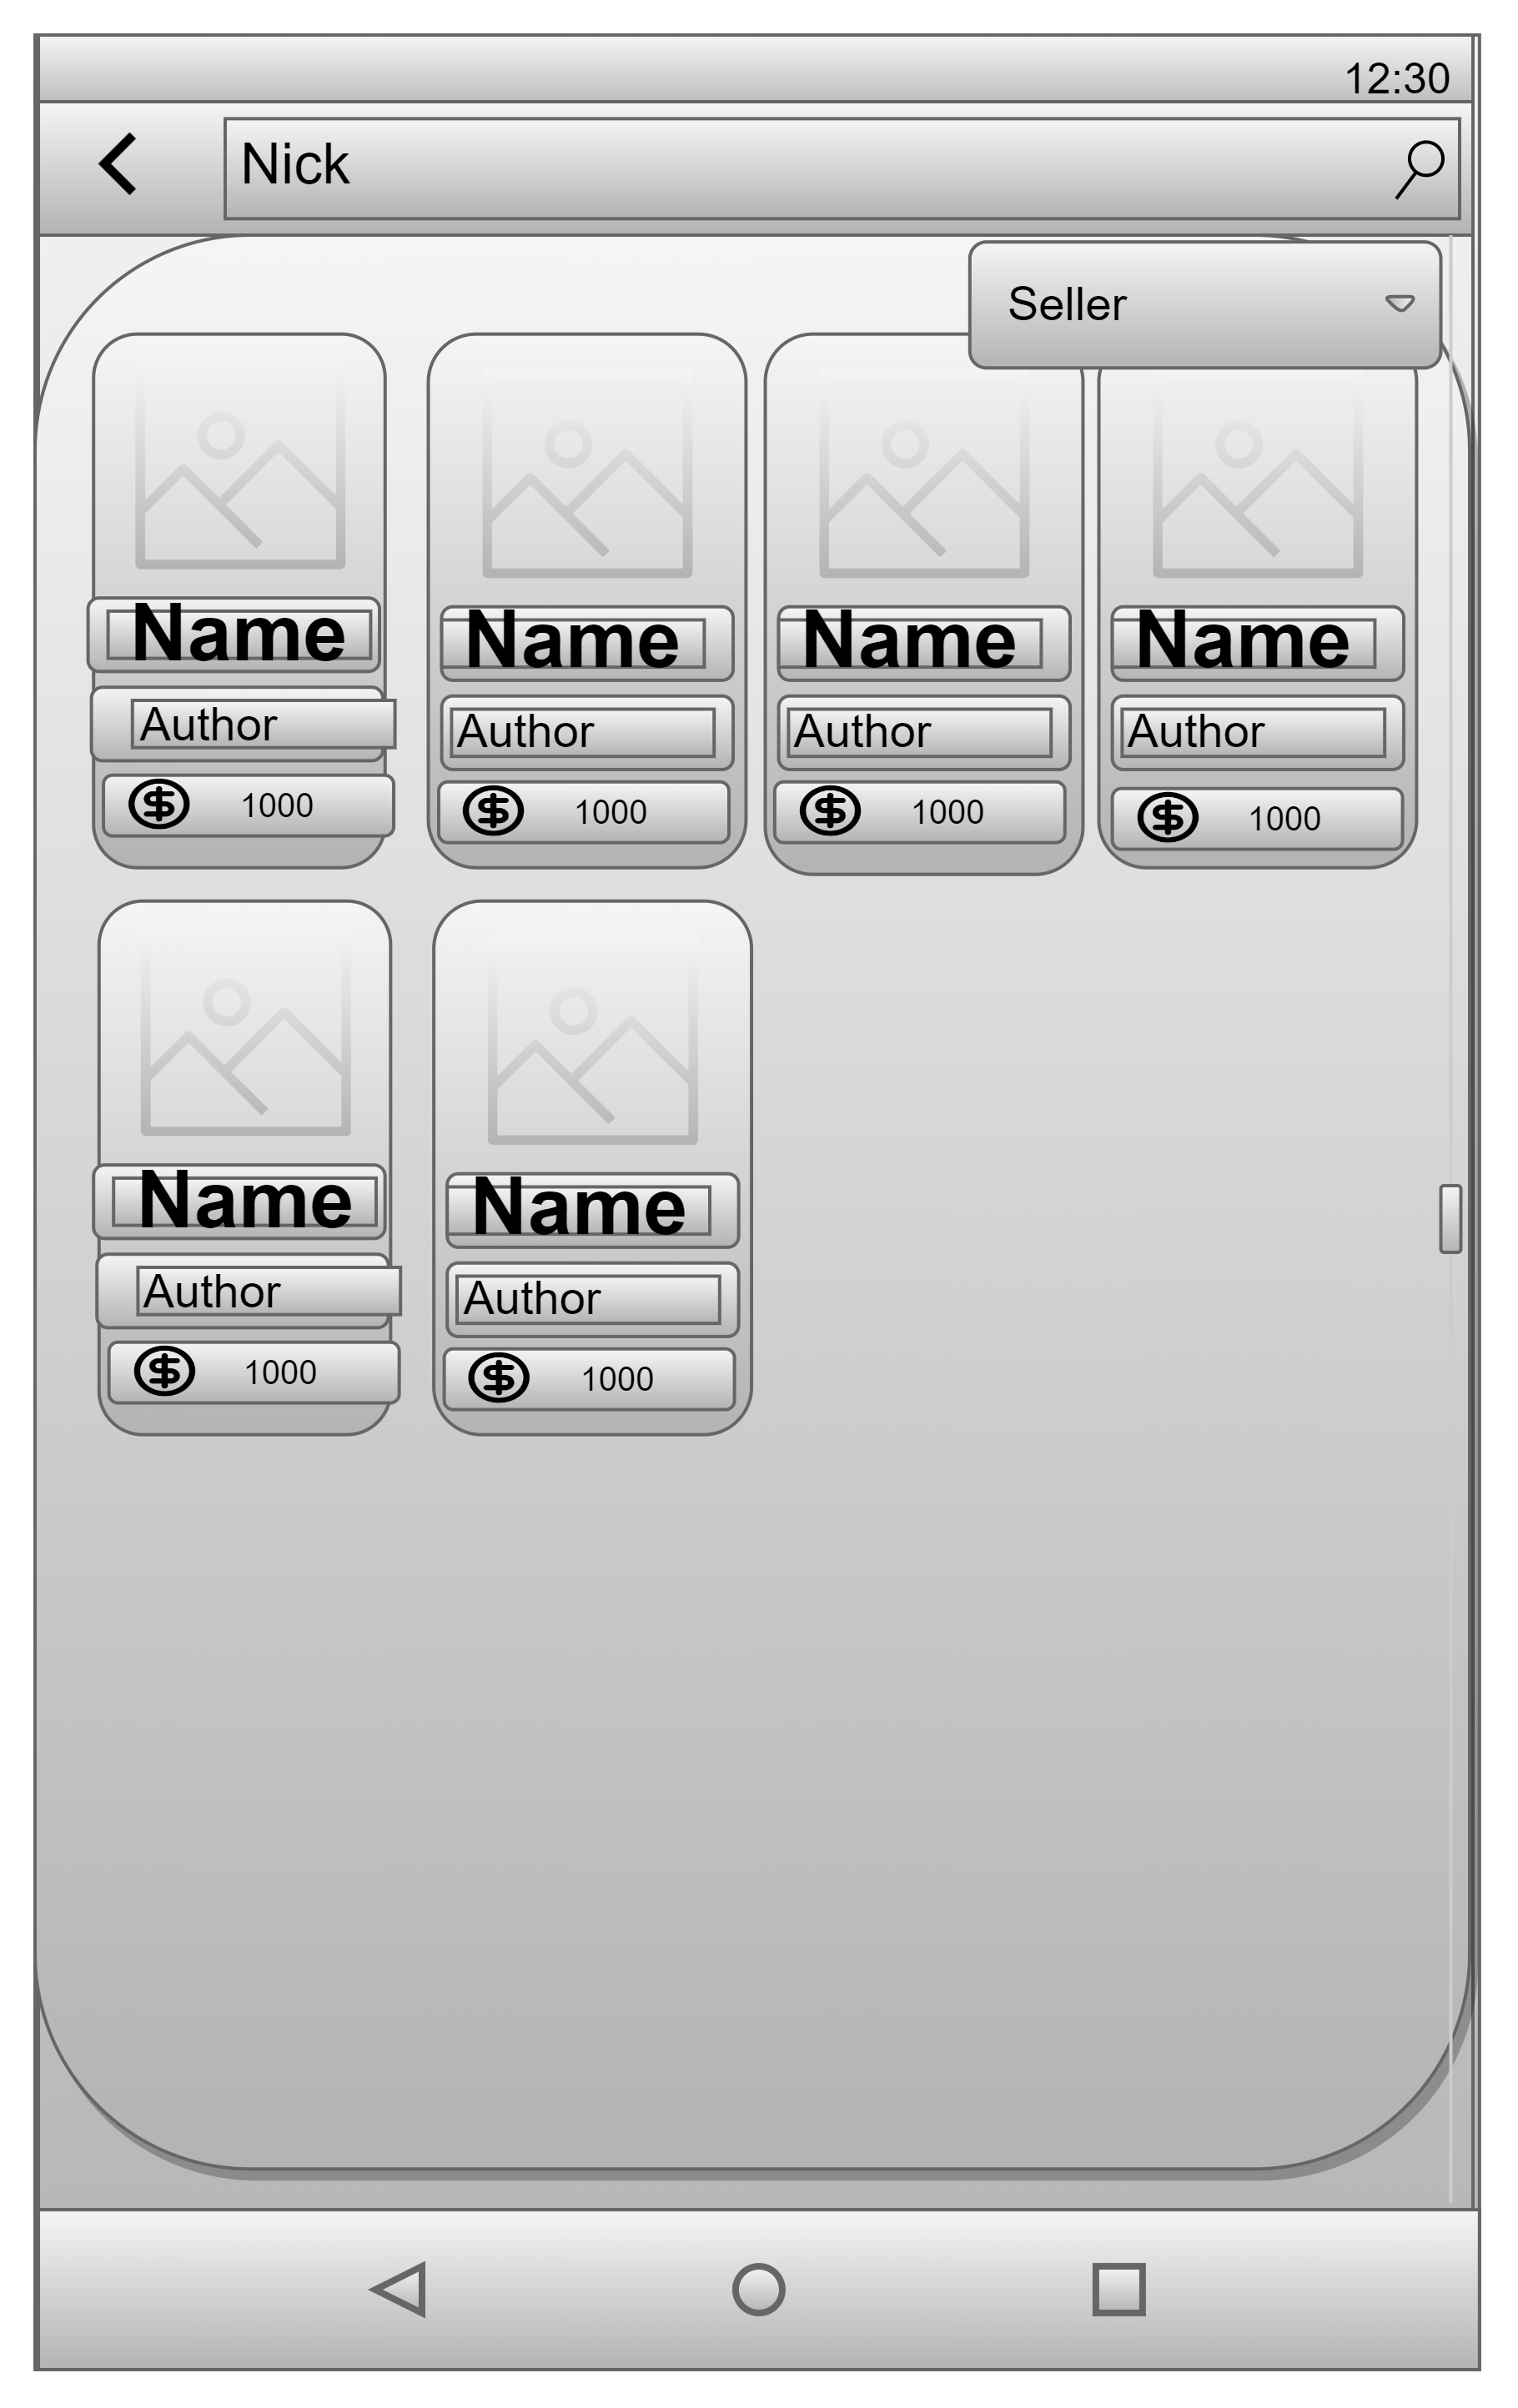 12:30
Nick
Seller
Name Name Name Name
Author Author Author Author
$ 1000 $ 1000 $ 1000 $ 1000
Name Name
Author Author
$ 1000 $ 1000